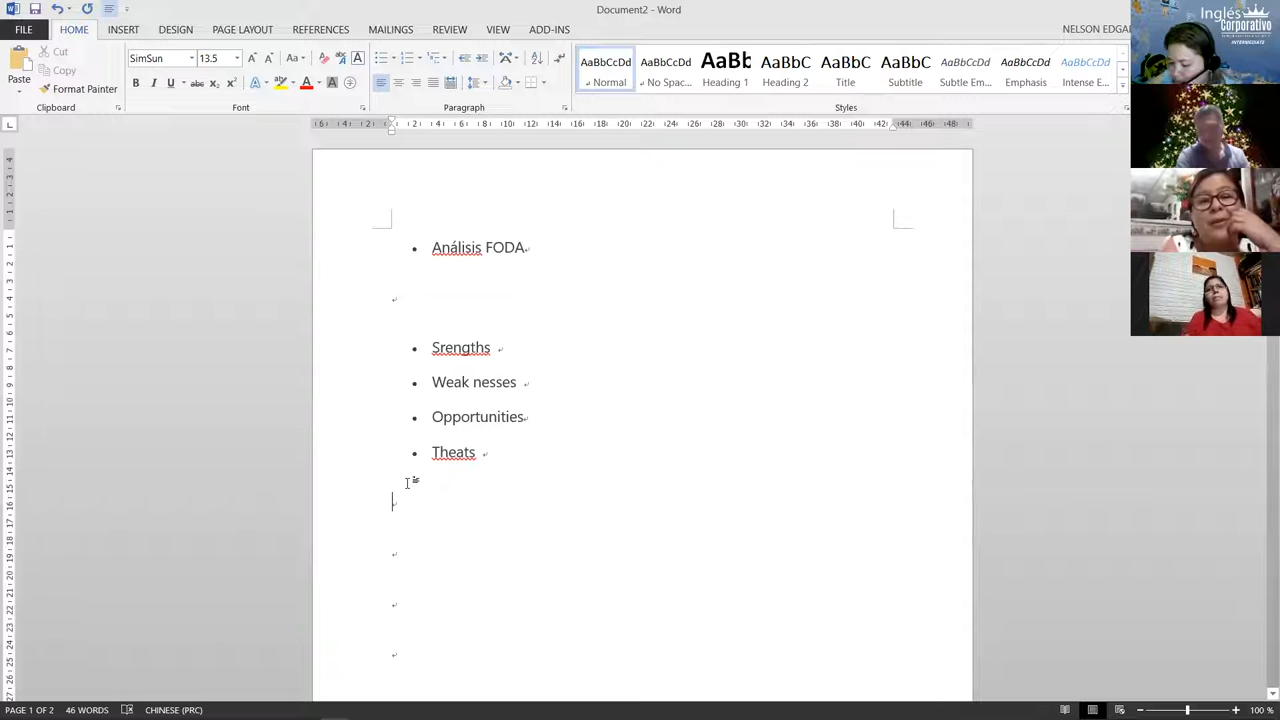 Document2 - Word
FILE
HOME
INSERT
DESIGN
PAGE LAYOUT
REFERENCES
MAILINGS
REVIEW
VIEW
ADD-INS
NELSON EDGAR
Inglés
Corporativo
INTERMEDIATE
Cut
Copy
Format Painter
Paste
Clipboard
SimSun
13.5
Font
Paragraph
AaBbCcDd
Normal
AaBbCcDd
No Spac...
AaBb
Heading 1
AaBbC
Heading 2
AaBbC
Title
AaBbC
Subtitle
AaBbCcDd
Subtle Em...
AaBbCcDd
Emphasis
AaBbCcDd
Intense E...
Styles
• Análisis FODA
• Srengths
• Weak nesses
• Opportunities
• Theats
PAGE 1 OF 2
46 WORDS
CHINESE (PRC)
100 %